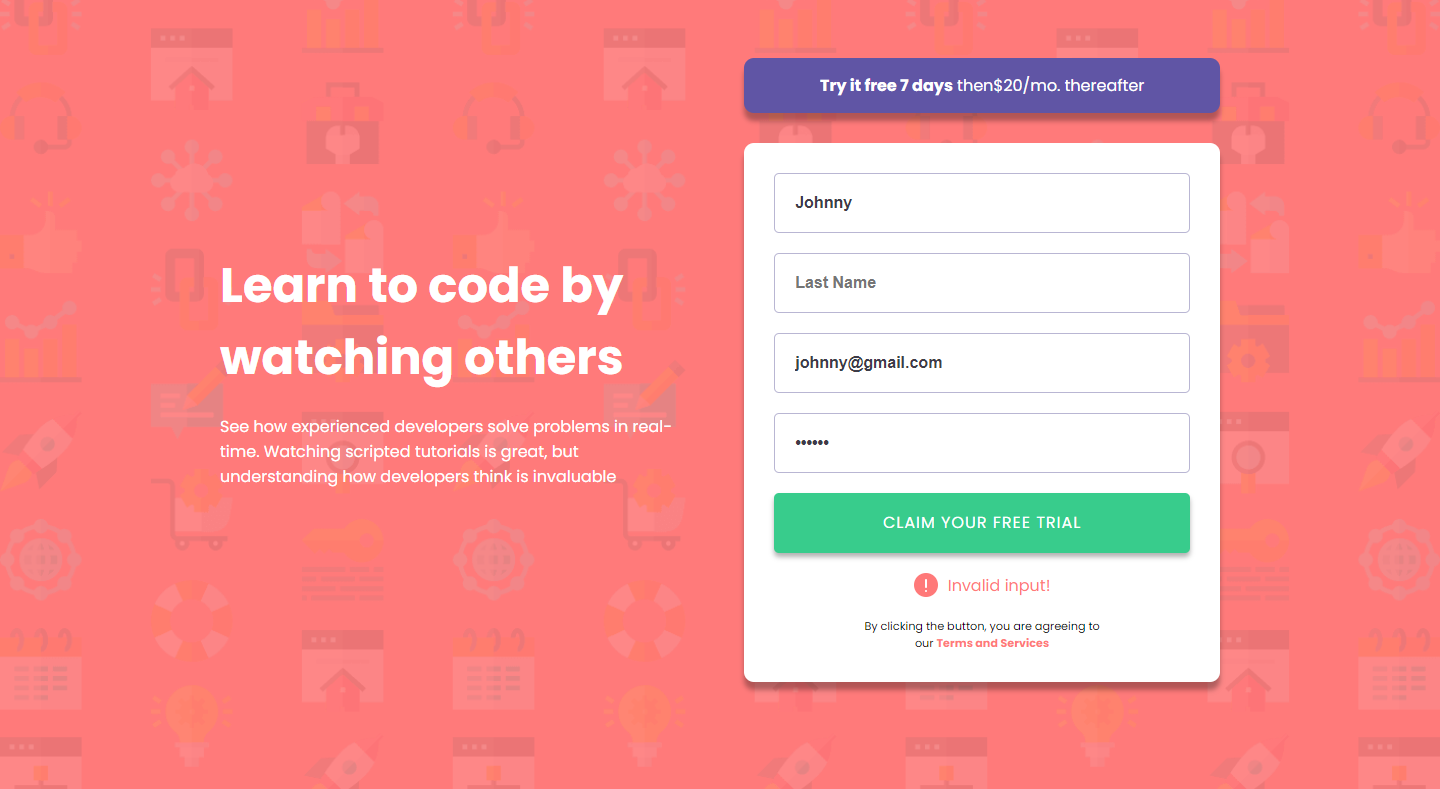 Try it free 7 days then$20/mo. thereafter
Learn to code by
watching others
See how experienced developers solve problems in real-
time. Watching scripted tutorials is great, but
understanding how developers think is invaluable
Johnny
Last Name
johnny@gmail.com
••••••
CLAIM YOUR FREE TRIAL
Invalid input!
By clicking the button, you are agreeing to
our Terms and Services